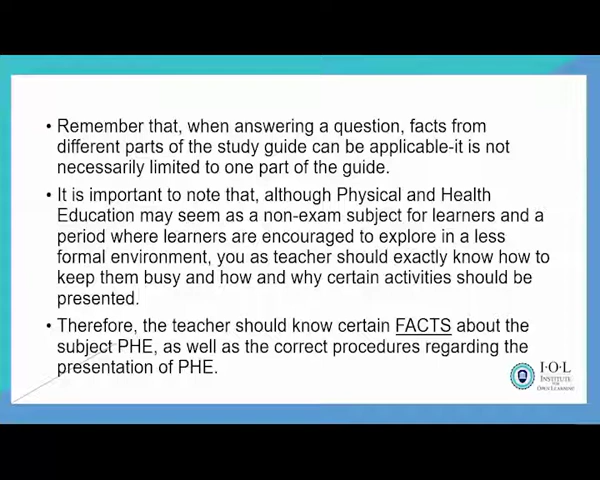 • Remember that, when answering a question, facts from
different parts of the study guide can be applicable-it is not
necessarily limited to one part of the guide.
• It is important to note that, although Physical and Health
Education may seem as a non-exam subject for learners and a
period where learners are encouraged to explore in a less
formal environment, you as teacher should exactly know how to
keep them busy and how and why certain activities should be
presented.
• Therefore, the teacher should know certain FACTS about the
subject PHE, as well as the correct procedures regarding the
presentation of PHE.
I·O·L
INSTITUTE
FOR
OPEN LEARNING